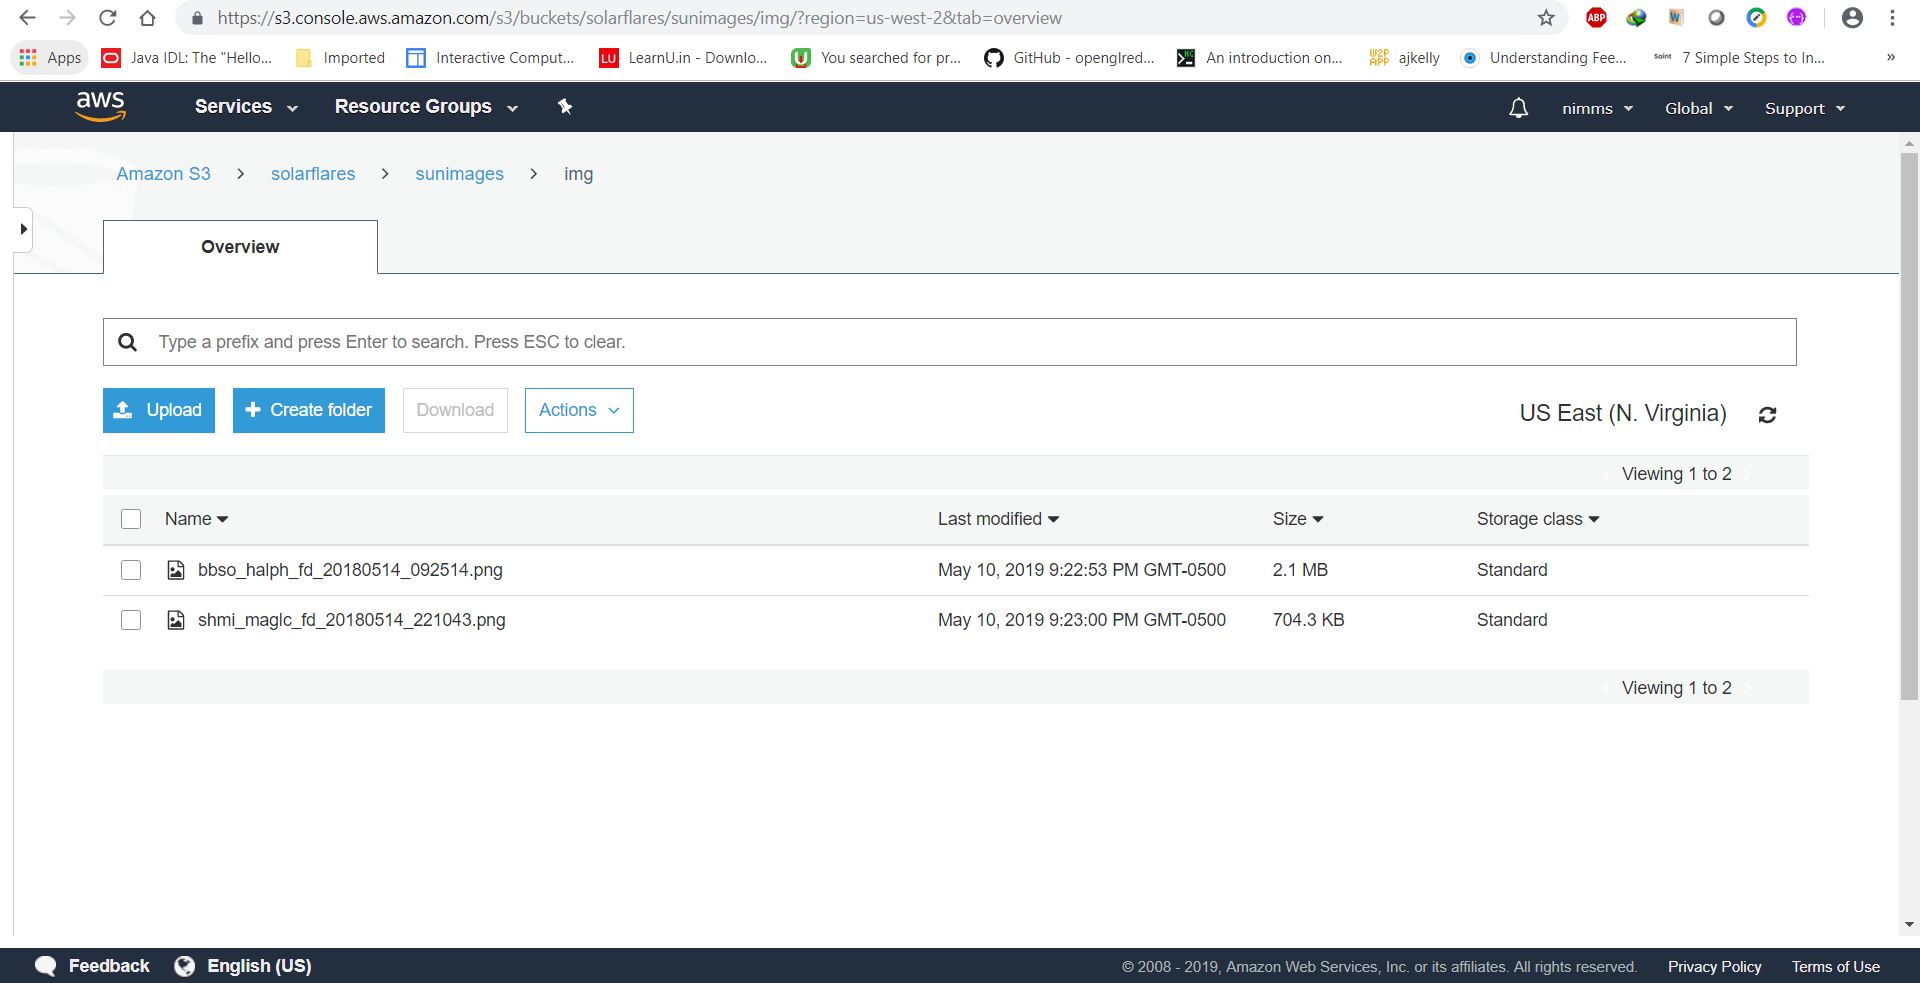 https://s3.console.aws.amazon.com/s3/buckets/solarflares/sunimages/img/?region=us-west-2&tab=overview ABP
Apps Java IDL: The "Hello... Imported Interactive Comput... LU LearnU.in - Downlo... You searched for pr... GitHub - openglred... An introduction on... W2P APP ajkelly Understanding Fee... Saint 7 Simple Steps to In... »
aws Services Resource Groups nimms Global Support
Amazon S3 > solarflares > sunimages > img
Overview
Type a prefix and press Enter to search. Press ESC to clear.
Upload + Create folder Download Actions US East (N. Virginia)
Viewing 1 to 2
Name Last modified Size Storage class
bbso_halph_fd_20180514_092514.png May 10, 2019 9:22:53 PM GMT-0500 2.1 MB Standard
shmi_maglc_fd_20180514_221043.png May 10, 2019 9:23:00 PM GMT-0500 704.3 KB Standard
Viewing 1 to 2
Feedback English (US) © 2008 - 2019, Amazon Web Services, Inc. or its affiliates. All rights reserved. Privacy Policy Terms of Use